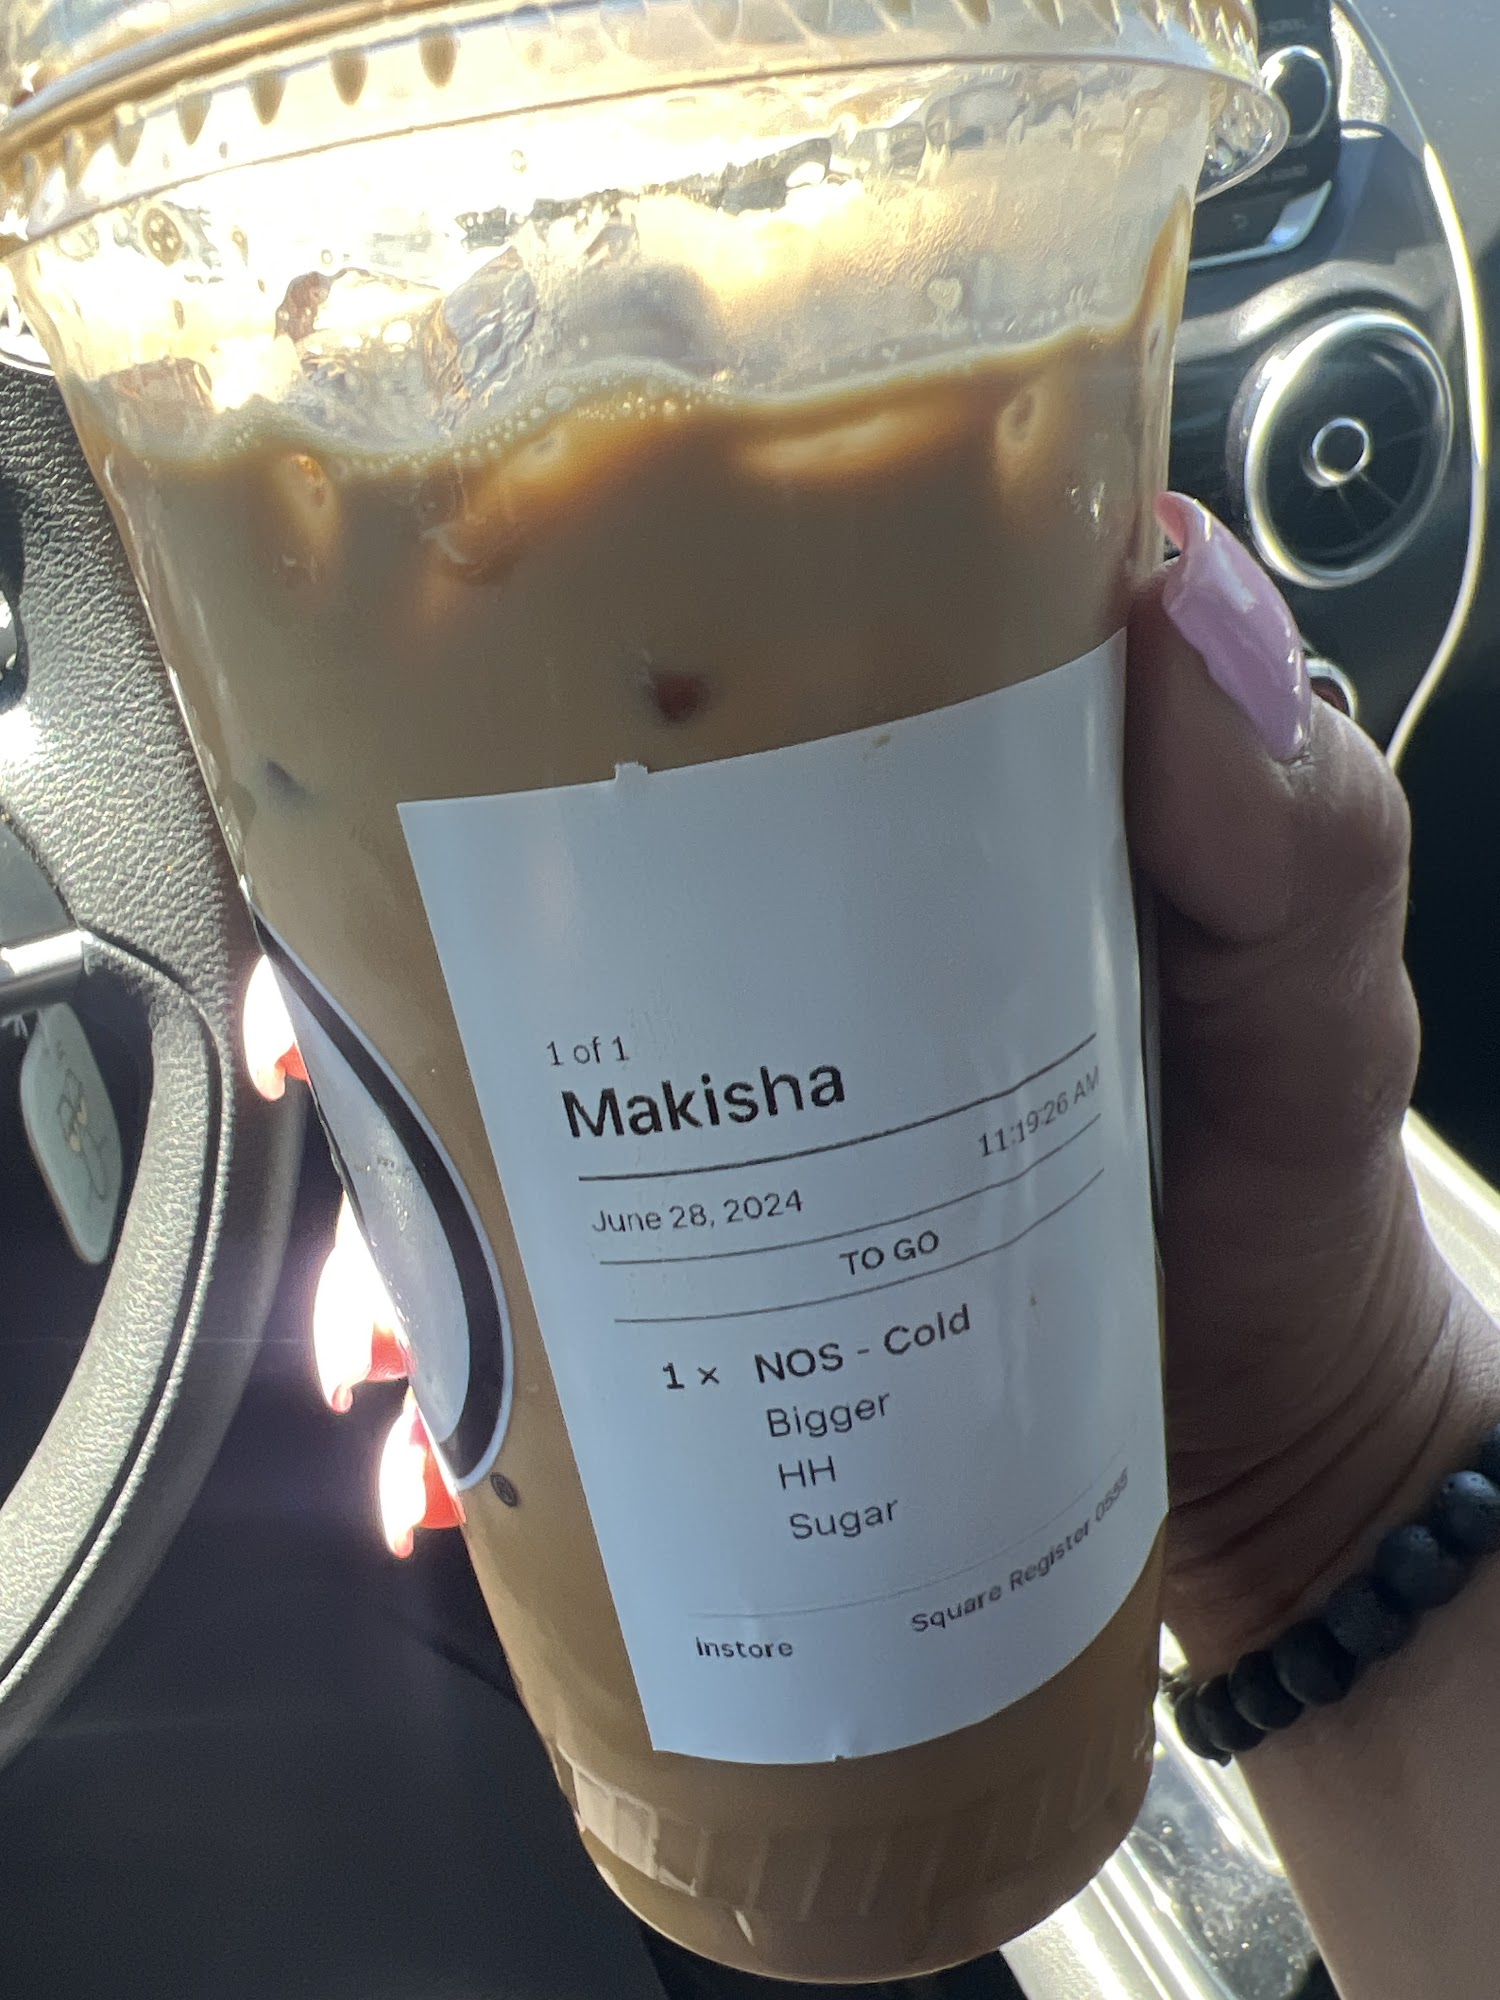 1 of 1
Makisha
June 28, 2024 11:19:26 AM
TO GO
1 × NOS - Cold
Bigger
HH
Sugar
Instore Square Register 0555
®